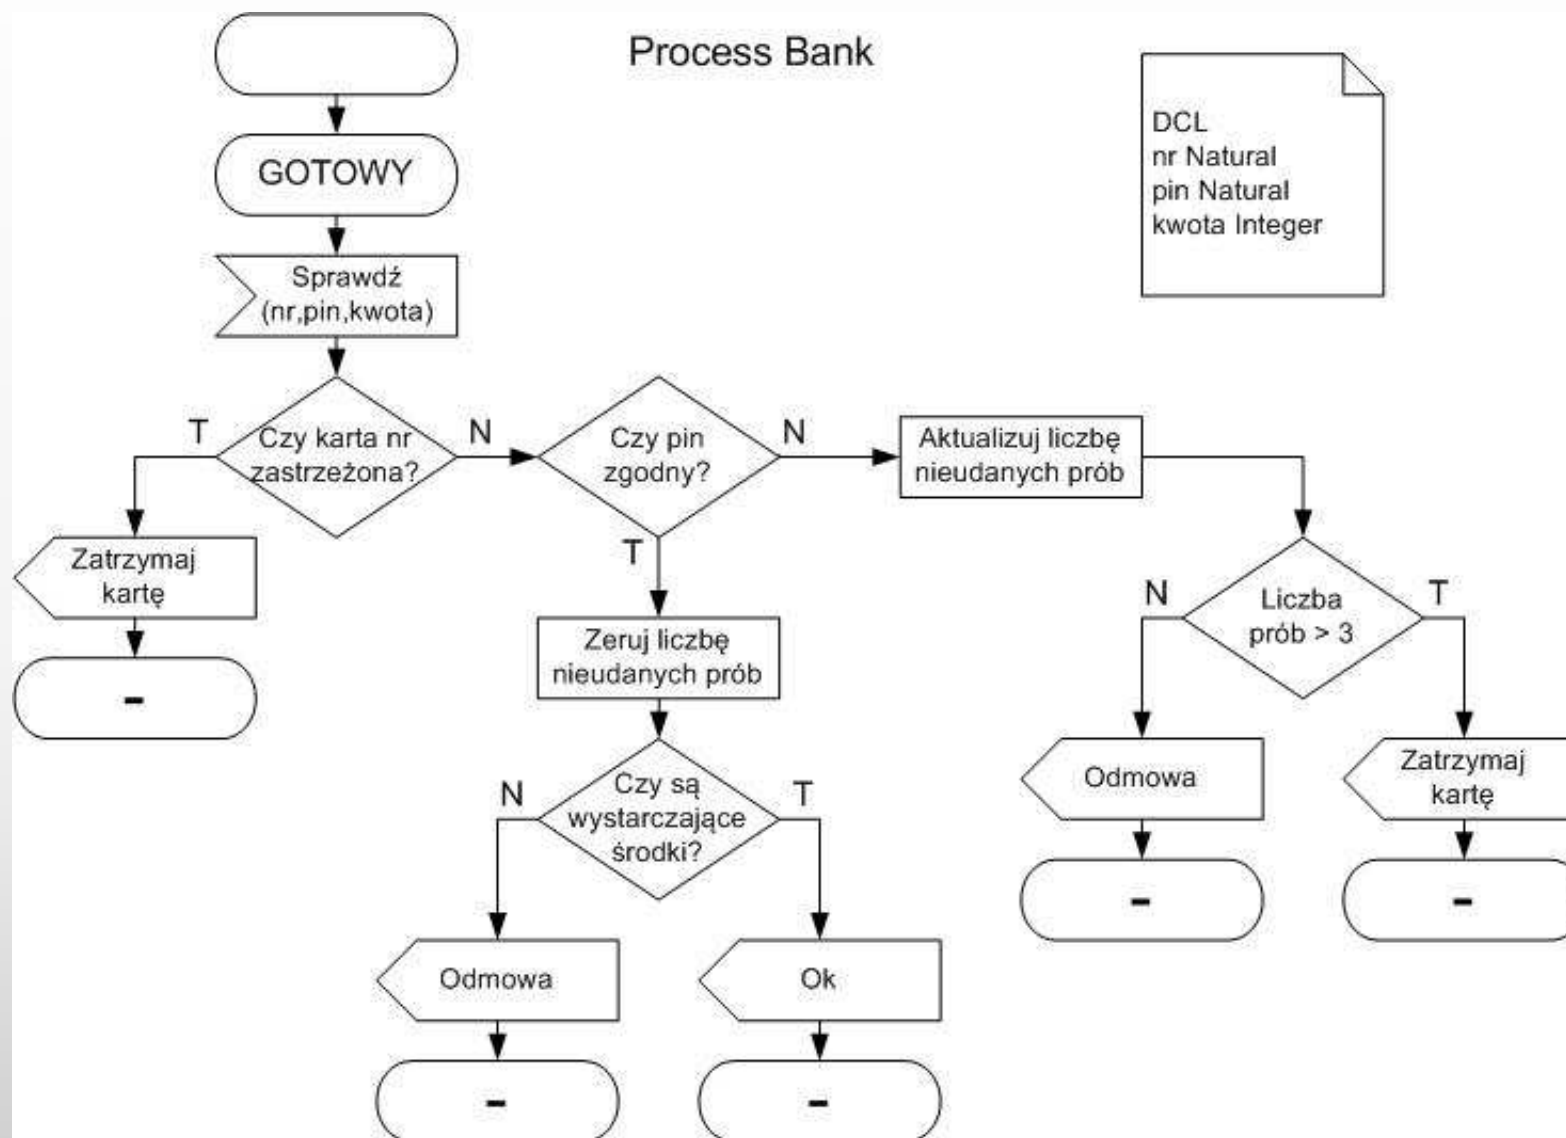 Process Bank
DCL
nr Natural
pin Natural
kwota Integer
GOTOWY
Sprawdź
(nr,pin,kwota)
T
Czy karta nr
zastrzeżona?
N
Czy pin
zgodny?
N
Aktualizuj liczbę
nieudanych prób
Zatrzymaj
kartę
-
T
Zeruj liczbę
nieudanych prób
N
Liczba
prób > 3
T
N
Czy są
wystarczające
środki?
T
Odmowa
Zatrzymaj
kartę
-
-
Odmowa
Ok
-
-